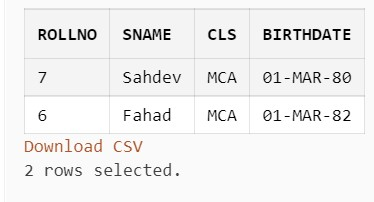 ROLLNO SNAME CLS BIRTHDATE
7 Sahdev MCA 01-MAR-80
6 Fahad MCA 01-MAR-82
Download CSV
2 rows selected.